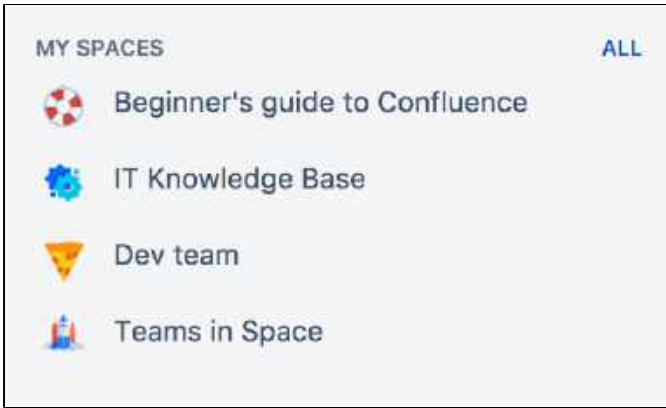 MY SPACES ALL
Beginner's guide to Confluence
IT Knowledge Base
Dev team
Teams in Space